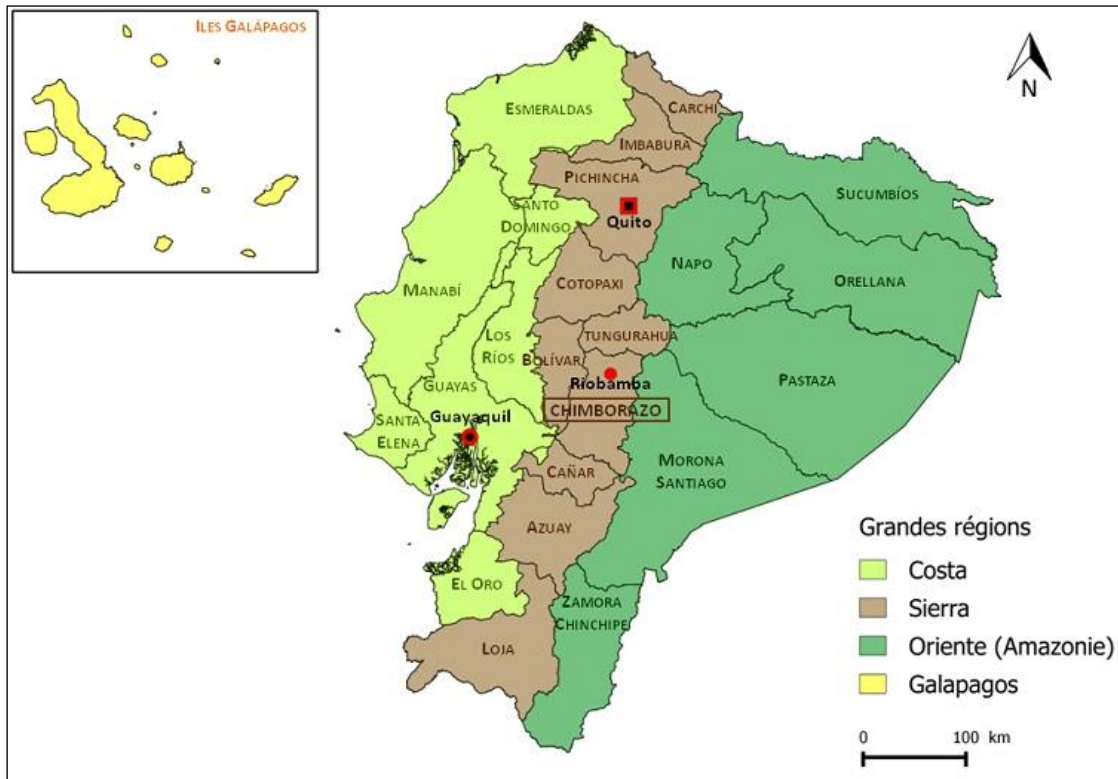 ILES GALÁPAGOS
N
ESMERALDAS
CARCHI
IMBABURA
PICHINCHA
SUCUMBÍOS
SANTO
DOMINGO
Quito
NAPO
ORELLANA
MANABÍ
COTOPAXI
LOS
RÍOS
TUNGURAHUA
BOLÍVAR
Riobamba
PASTAZA
GUAYAS
CHIMBORAZO
Guayaquil
SANTA
ELENA
CAÑAR
MORONA
SANTIAGO
AZUAY
EL ORO
ZAMORA
CHINCHIPE
LOJA
Grandes régions
Costa
Sierra
Oriente (Amazonie)
Galapagos
0 100 km